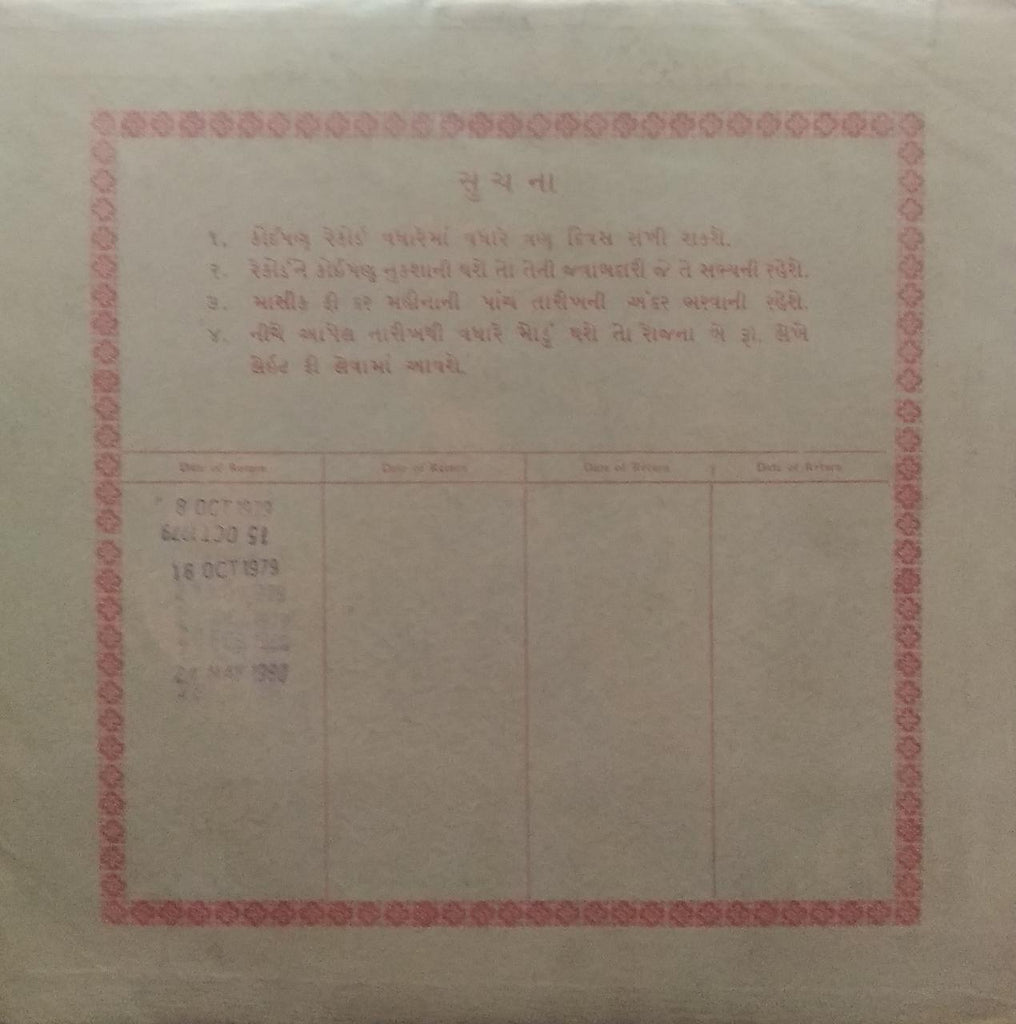 સુ ચ ના
૧. કોઈપણ રેકોર્ડ વધારેમાં વધારે ત્રણ દિવસ રાખી શકશે.
૨. રેકોર્ડને કોઈપણ નુકશાની થશે તો તેની જવાબદારી જે તે સભ્યની રહેશે.
૩. માસીક ફી દર મહીનાની પાંચ તારીખની અંદર ભરવાની રહેશે.
૪. નીચે આપેલ તારીખથી વધારે મોડું થશે તો રોજના બે રૂા. લેખે
લેઈટ ફી લેવામાં આવશે.
Date of Return Date of Return Date of Return Date of Return
8 OCT 1979
15 OCT 1979
16 OCT 1979
MAY 1980